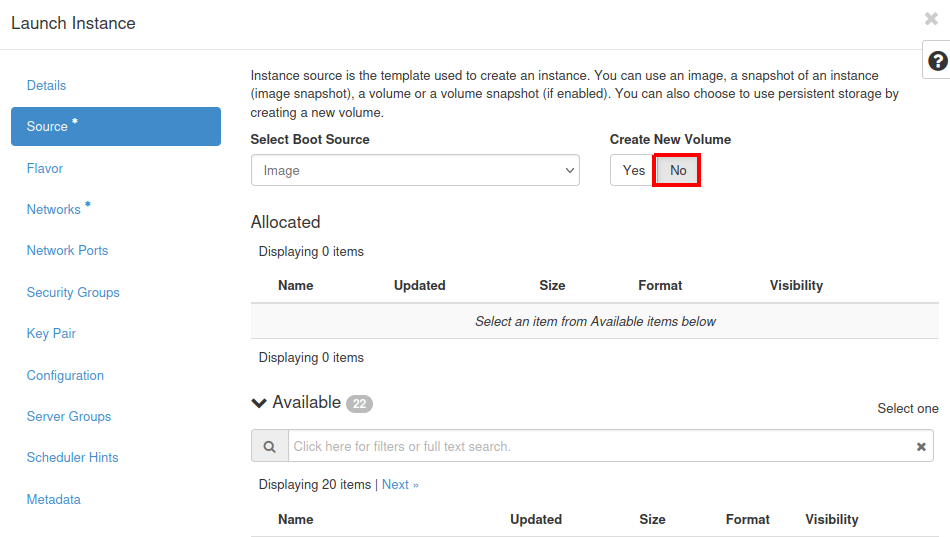 Launch Instance
Details
Source *
Flavor
Networks *
Network Ports
Security Groups
Key Pair
Configuration
Server Groups
Scheduler Hints
Metadata
Instance source is the template used to create an instance. You can use an image, a snapshot of an instance
(image snapshot), a volume or a volume snapshot (if enabled). You can also choose to use persistent storage by
creating a new volume.
Select Boot Source
Image
Create New Volume
Yes No
Allocated
Displaying 0 items
Name Updated Size Format Visibility
Select an item from Available items below
Displaying 0 items
Available 22
Select one
Click here for filters or full text search.
Displaying 20 items | Next »
Name Updated Size Format Visibility